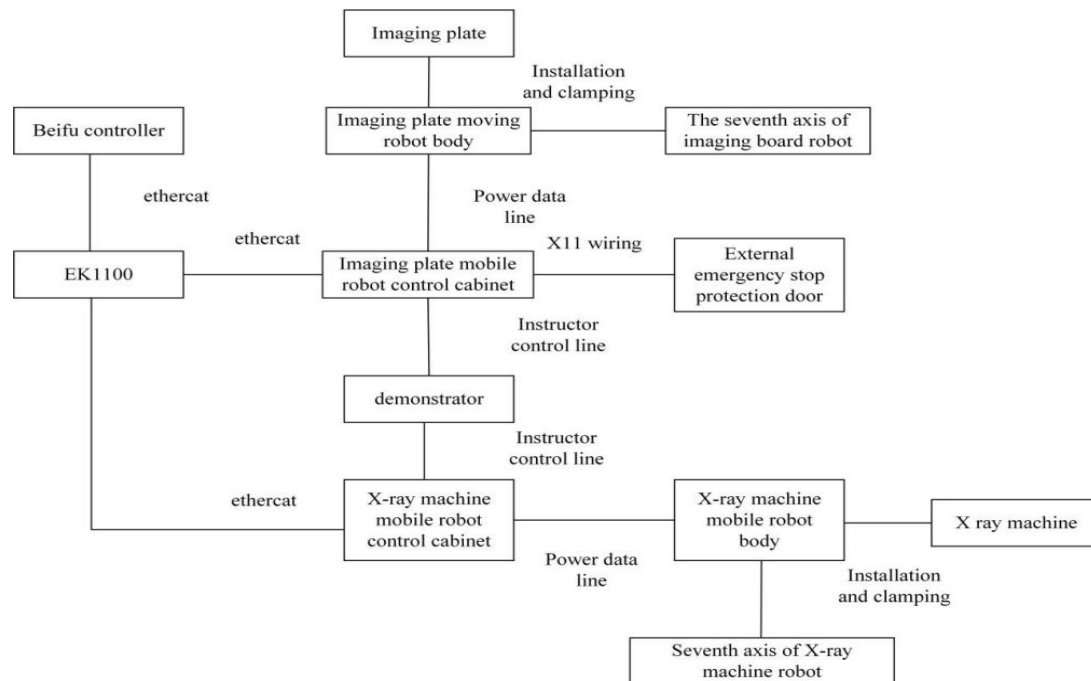 Imaging plate
Installation
and clamping
Beifu controller
Imaging plate moving
robot body
The seventh axis of
imaging board robot
ethercat
Power data
line
ethercat
X11 wiring
EK1100
Imaging plate mobile
robot control cabinet
External
emergency stop
protection door
Instructor
control line
demonstrator
Instructor
control line
ethercat
X-ray machine
mobile robot
control cabinet
X-ray machine
mobile robot
body
X ray machine
Power data
line
Installation
and clamping
Seventh axis of X-ray
machine robot